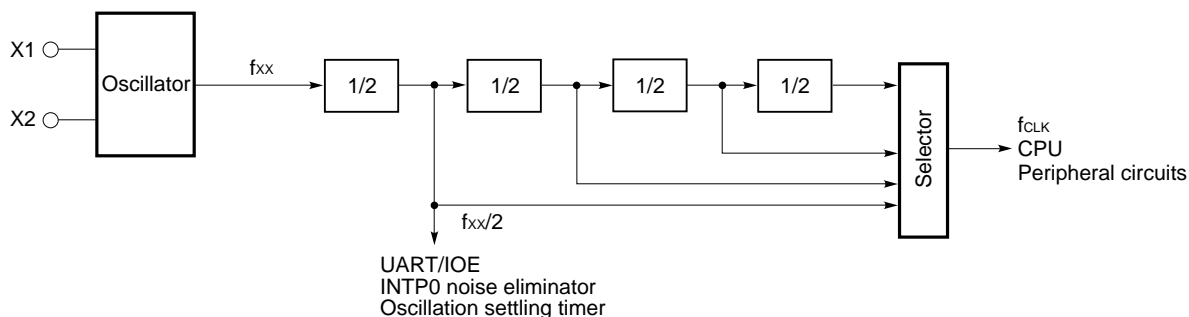 X1
X2
Oscillator
fXX
1/2
1/2
1/2
1/2
Selector
fCLK
CPU
Peripheral circuits
fXX/2
UART/IOE
INTP0 noise eliminator
Oscillation settling timer